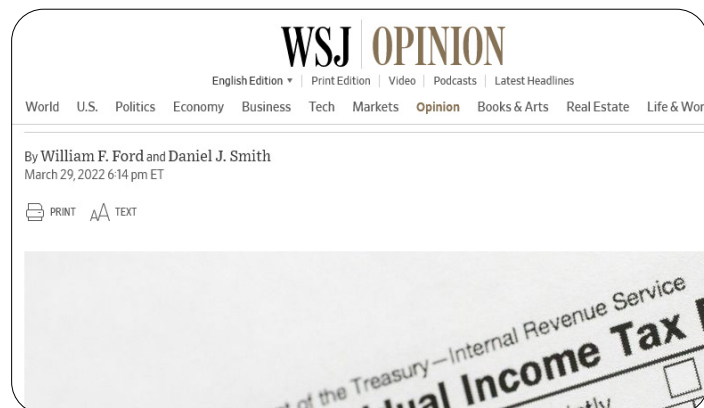 WSJ OPINION
English Edition ▾ Print Edition Video Podcasts Latest Headlines
World U.S. Politics Economy Business Tech Markets Opinion Books & Arts Real Estate Life & Wor
By William F. Ford and Daniel J. Smith
March 29, 2022 6:14 pm ET
PRINT AA TEXT
t of the Treasury—Internal Revenue Service
dual Income Tax